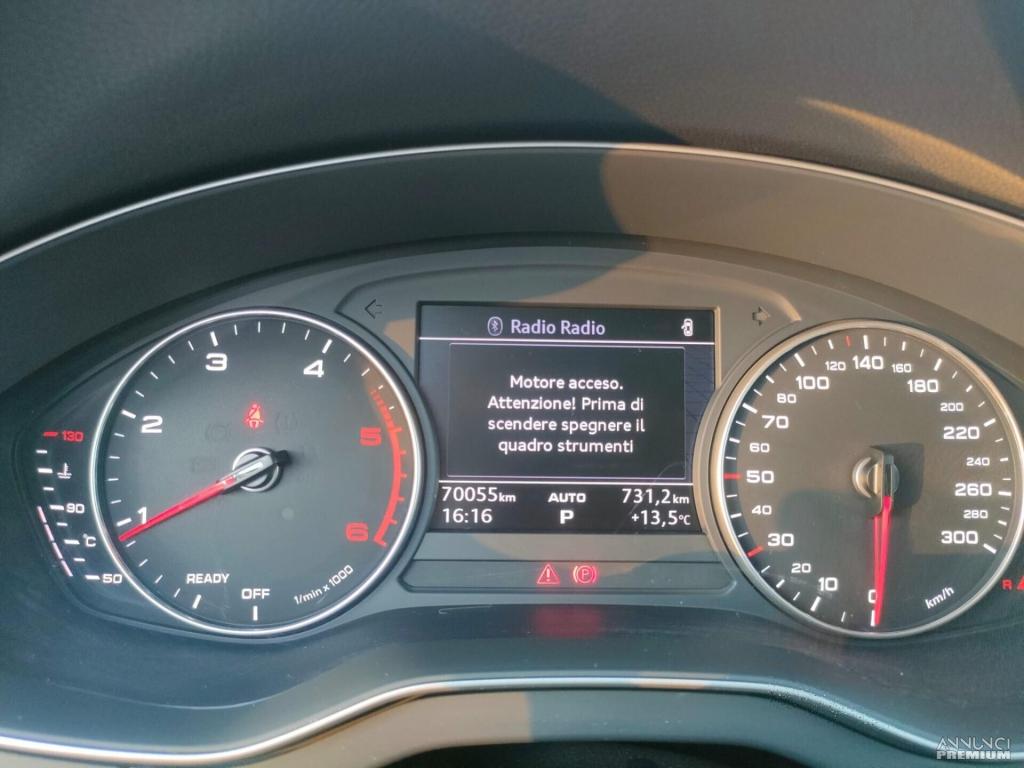 Radio Radio
Motore acceso.
Attenzione! Prima di
scendere spegnere il
quadro strumenti
70055km AUTO 731,2km
16:16 P +13,5°C
130
90
°C
50
1
2
3
4
5
6
READY
OFF
1/min x 1000
P
0
10
20
30
40
50
60
70
80
100
120
140
160
180
200
220
240
260
280
300
km/h
R
ANNUNCI
PREMIUM